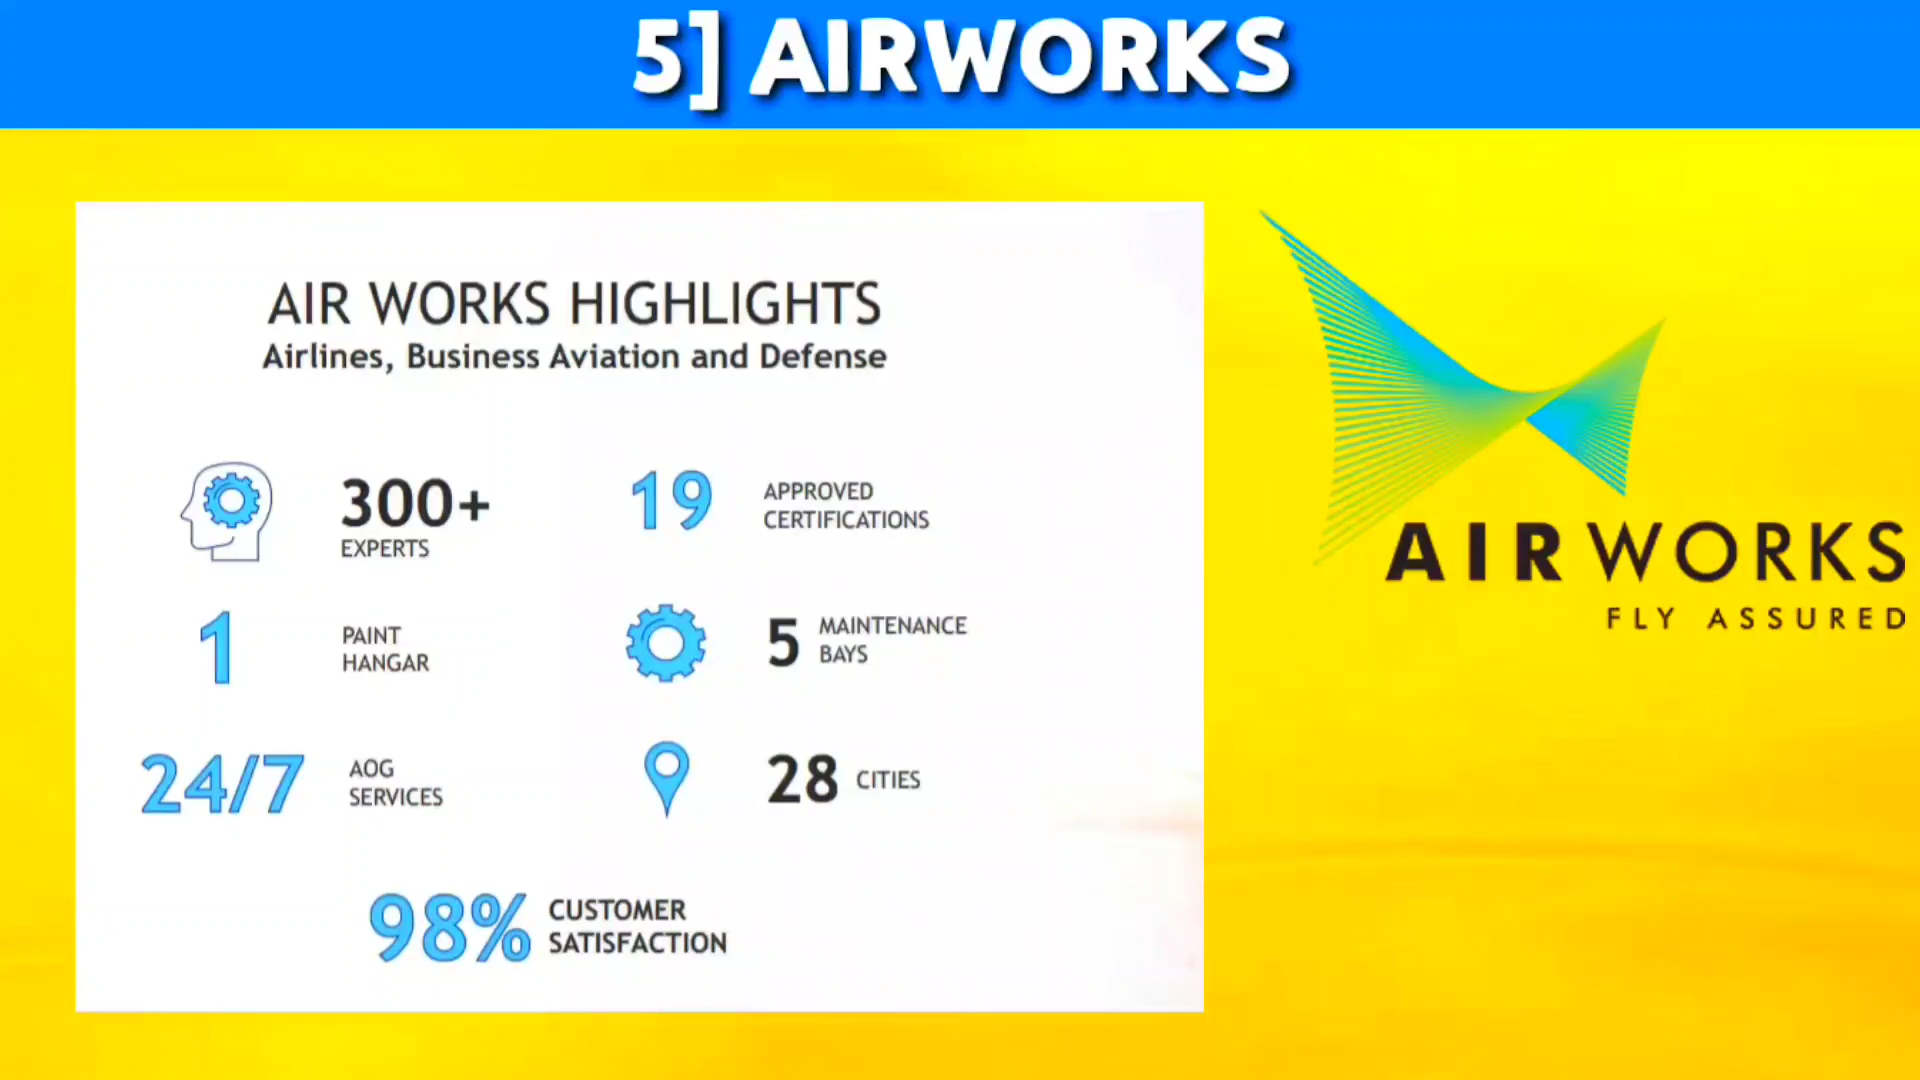 5] AIRWORKS
AIR WORKS HIGHLIGHTS
Airlines, Business Aviation and Defense
300+
EXPERTS
19
APPROVED
CERTIFICATIONS
1
PAINT
HANGAR
5
MAINTENANCE
BAYS
24/7
AOG
SERVICES
28 CITIES
98%
CUSTOMER
SATISFACTION
AIRWORKS
FLY ASSURED